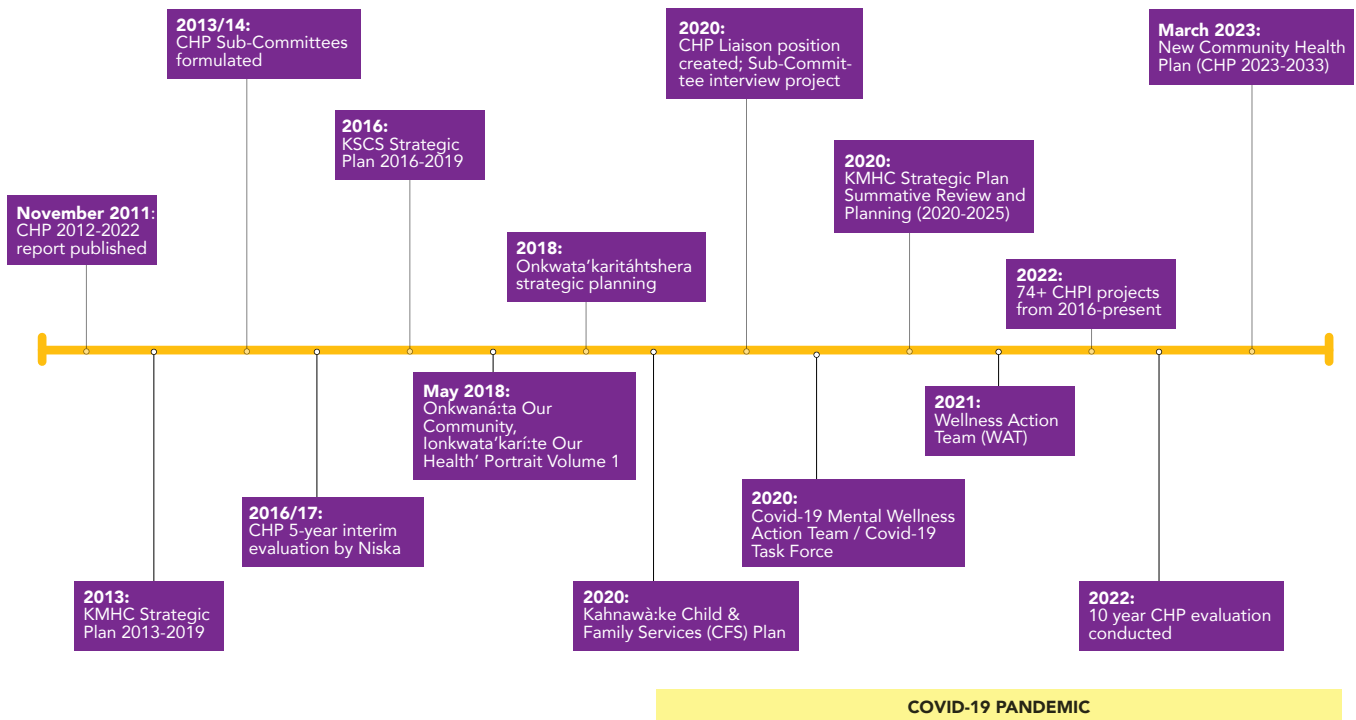 2013/14:
CHP Sub-Committees
formulated
2020:
CHP Liaison position
created; Sub-Commit-
tee interview project
March 2023:
New Community Health
Plan (CHP 2023-2033)
2016:
KSCS Strategic
Plan 2016-2019
2020:
KMHC Strategic Plan
Summative Review and
Planning (2020-2025)
November 2011:
CHP 2012-2022
report published
2018:
Onkwata’karitáhtshera
strategic planning
2022:
74+ CHPI projects
from 2016-present
May 2018:
Onkwaná:ta Our
Community,
Ionkwata’karí:te Our
Health’ Portrait Volume 1
2021:
Wellness Action
Team (WAT)
2016/17:
CHP 5-year interim
evaluation by Niska
2020:
Covid-19 Mental Wellness
Action Team / Covid-19
Task Force
2013:
KMHC Strategic
Plan 2013-2019
2020:
Kahnawà:ke Child &
Family Services (CFS) Plan
2022:
10 year CHP evaluation
conducted
COVID-19 PANDEMIC